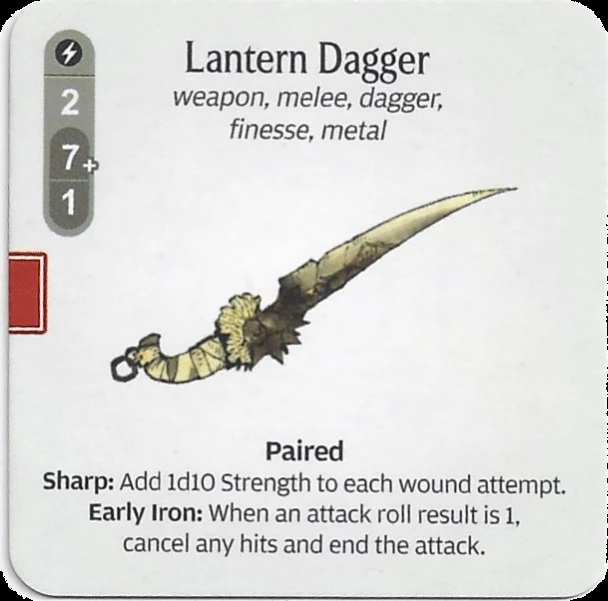 Lantern Dagger
weapon, melee, dagger,
finesse, metal
2
7+
1
Paired
Sharp: Add 1d10 Strength to each wound attempt.
Early Iron: When an attack roll result is 1,
cancel any hits and end the attack.